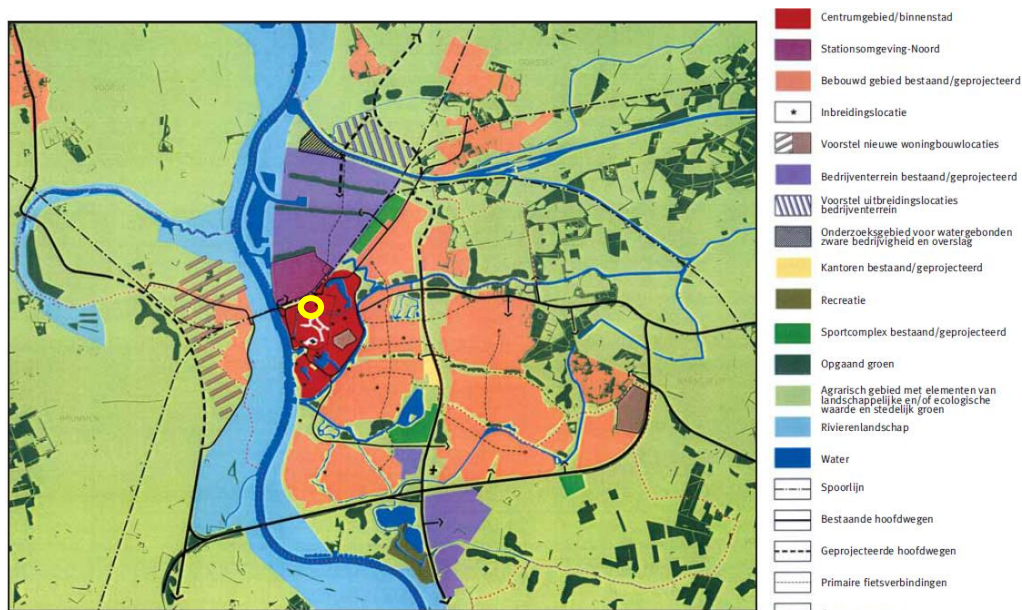 Centrumgebied/binnenstad
Stationsomgeving-Noord
Bebouwd gebied bestaand/geprojecteerd
Inbreidingslocatie
Voorstel nieuwe woningbouwlocaties
Bedrijventerrein bestaand/geprojecteerd
Voorstel uitbreidingslocaties
bedrijventerrein
Onderzoeksgebied voor watergebonden
zware bedrijvigheid en overslag
Kantoren bestaand/geprojecteerd
Recreatie
Sportcomplex bestaand/geprojecteerd
Opgaand groen
Agrarisch gebied met elementen van
landschappelijke en/of ecologische
waarde en stedelijk groen
Rivierenlandschap
Water
Spoorlijn
Bestaande hoofdwegen
Geprojecteerde hoofdwegen
Primaire fietsverbindingen